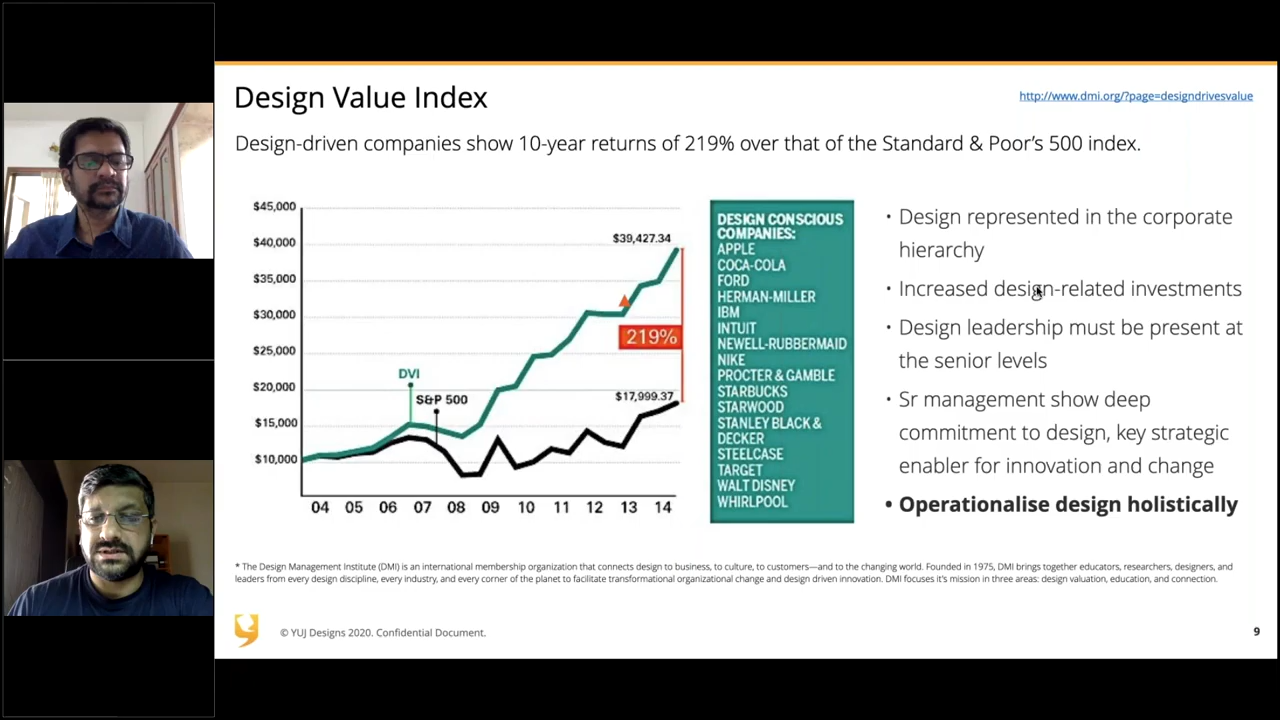 Design Value Index
http://www.dmi.org/?page=designdrivesvalue
Design-driven companies show 10-year returns of 219% over that of the Standard & Poor's 500 index.
$45,000
$40,000
$35,000
$30,000
$25,000
$20,000
$15,000
$10,000
$39,427.34
219%
DVI
S&P 500
$17,999.37
04 05 06 07 08 09 10 11 12 13 14
DESIGN CONSCIOUS
COMPANIES:
APPLE
COCA-COLA
FORD
HERMAN-MILLER
IBM
INTUIT
NEWELL-RUBBERMAID
NIKE
PROCTER & GAMBLE
STARBUCKS
STARWOOD
STANLEY BLACK &
DECKER
STEELCASE
TARGET
WALT DISNEY
WHIRLPOOL
• Design represented in the corporate
hierarchy
• Increased design-related investments
• Design leadership must be present at
the senior levels
• Sr management show deep
commitment to design, key strategic
enabler for innovation and change
• Operationalise design holistically
* The Design Management Institute (DMI) is an international membership organization that connects design to business, to culture, to customers—and to the changing world. Founded in 1975, DMI brings together educators, researchers, designers, and
leaders from every design discipline, every industry, and every corner of the planet to facilitate transformational organizational change and design driven innovation. DMI focuses it's mission in three areas: design valuation, education, and connection.
© YUJ Designs 2020. Confidential Document.
9